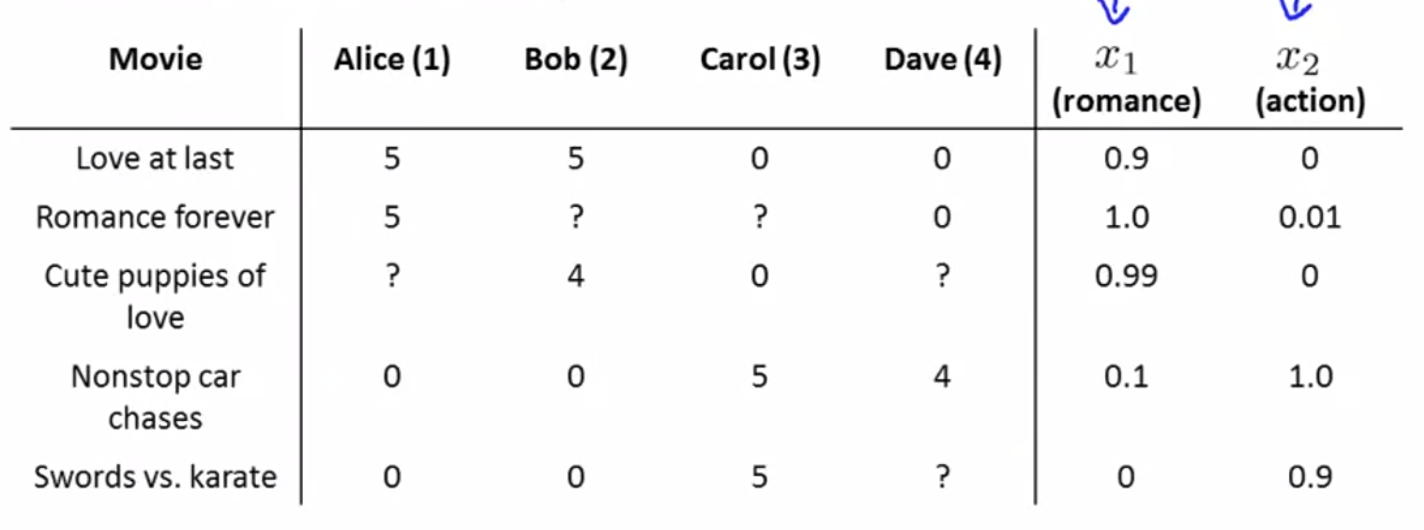 Movie Alice (1) Bob (2) Carol (3) Dave (4) x₁ x₂
(romance) (action)
Love at last 5 5 0 0 0.9 0
Romance forever 5 ? ? 0 1.0 0.01
Cute puppies of ? 4 0 ? 0.99 0
love
Nonstop car 0 0 5 4 0.1 1.0
chases
Swords vs. karate 0 0 5 ? 0 0.9